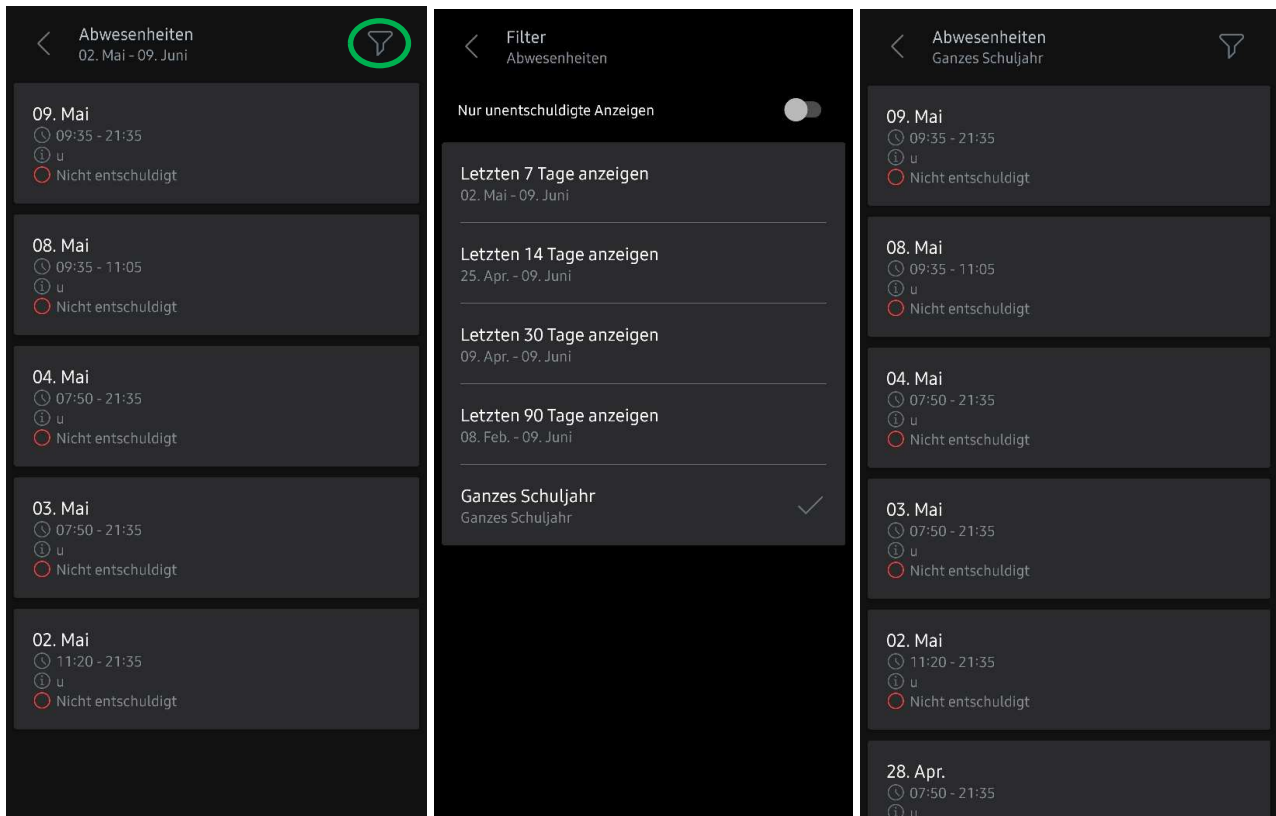 Abwesenheiten
02. Mai - 09. Juni
09. Mai
09:35 - 21:35
u
Nicht entschuldigt
08. Mai
09:35 - 11:05
u
Nicht entschuldigt
04. Mai
07:50 - 21:35
u
Nicht entschuldigt
03. Mai
07:50 - 21:35
u
Nicht entschuldigt
02. Mai
11:20 - 21:35
u
Nicht entschuldigt
Filter
Abwesenheiten
Nur unentschuldigte Anzeigen
Letzten 7 Tage anzeigen
02. Mai - 09. Juni
Letzten 14 Tage anzeigen
25. Apr. - 09. Juni
Letzten 30 Tage anzeigen
09. Apr. - 09. Juni
Letzten 90 Tage anzeigen
08. Feb. - 09. Juni
Ganzes Schuljahr
Ganzes Schuljahr
Abwesenheiten
Ganzes Schuljahr
09. Mai
09:35 - 21:35
u
Nicht entschuldigt
08. Mai
09:35 - 11:05
u
Nicht entschuldigt
04. Mai
07:50 - 21:35
u
Nicht entschuldigt
03. Mai
07:50 - 21:35
u
Nicht entschuldigt
02. Mai
11:20 - 21:35
u
Nicht entschuldigt
28. Apr.
07:50 - 21:35
u